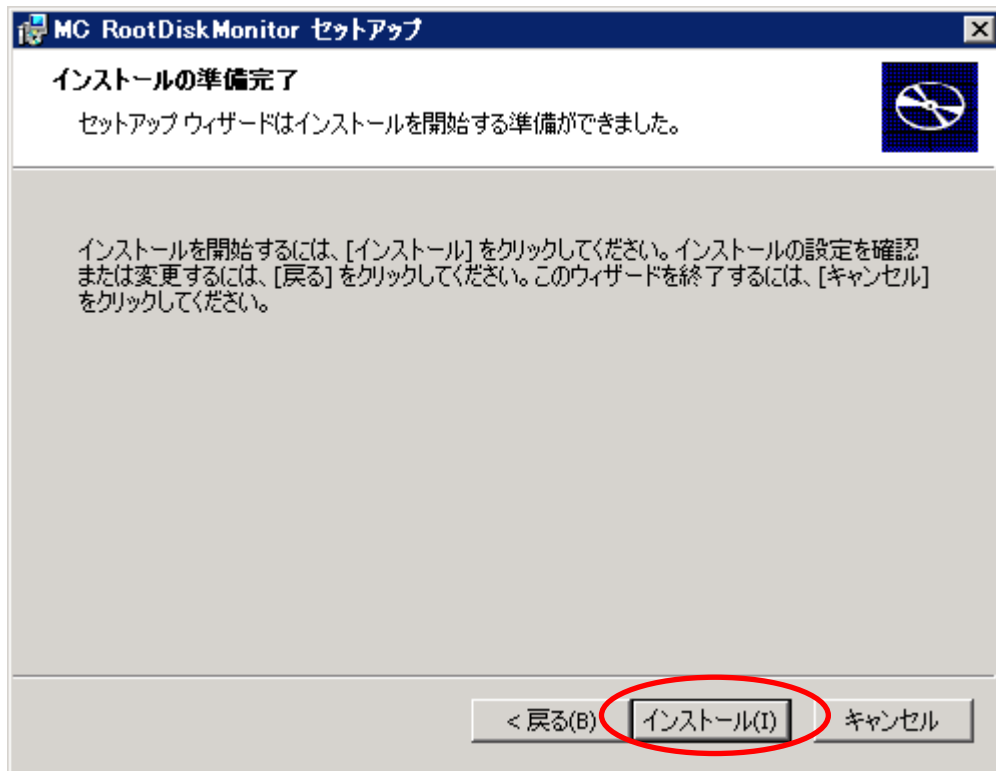 MC RootDiskMonitor セットアップ
インストールの準備完了
セットアップ ウィザードはインストールを開始する準備ができました。
インストールを開始するには、[インストール] をクリックしてください。インストールの設定を確認
または変更するには、[戻る] をクリックしてください。このウィザードを終了するには、[キャンセル]
をクリックしてください。
< 戻る(B) インストール(I) キャンセル